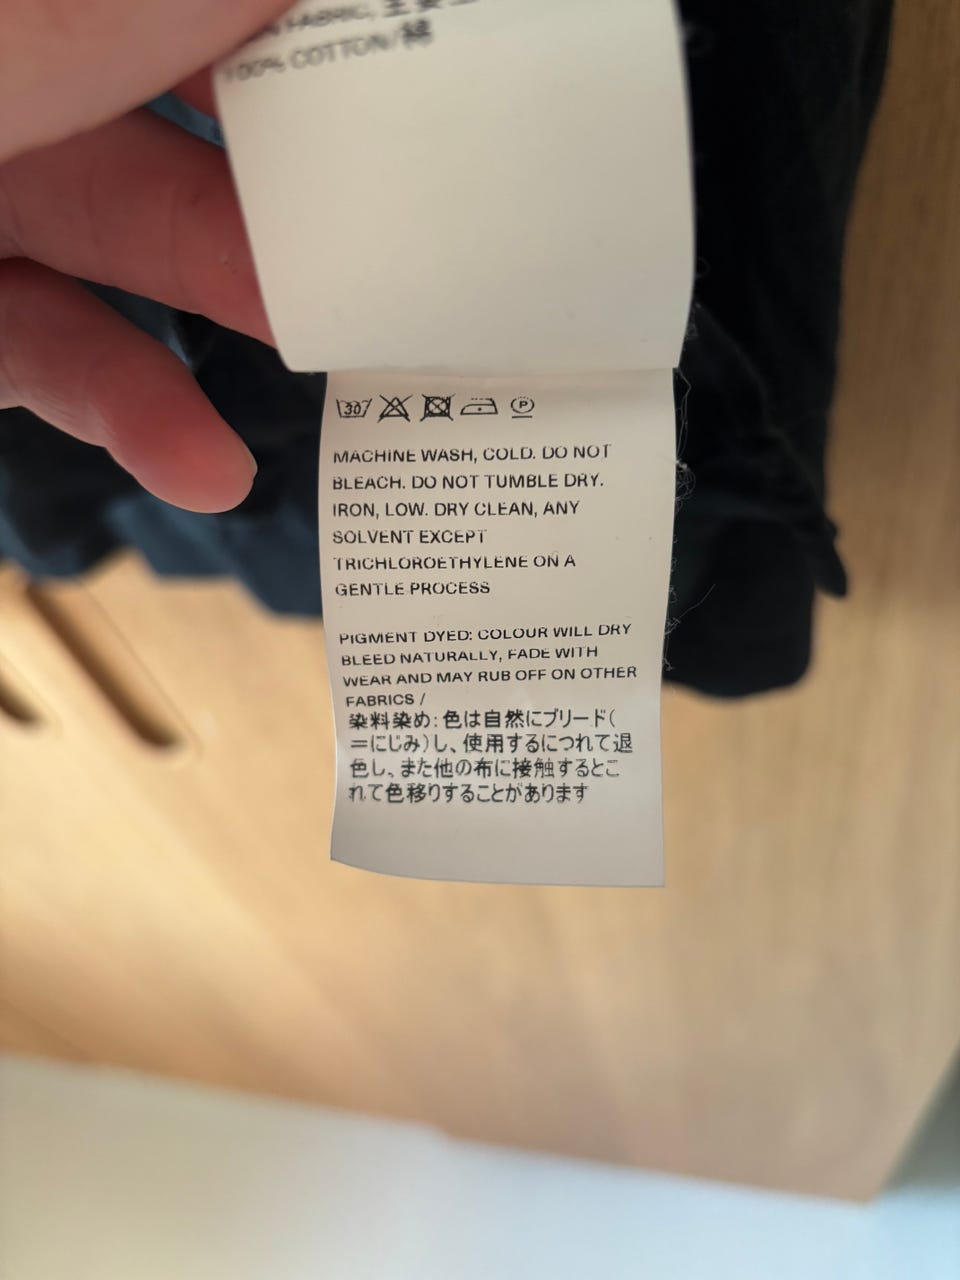 FABRIC, 主要生
100% COTTON/綿
30 P
MACHINE WASH, COLD. DO NOT
BLEACH. DO NOT TUMBLE DRY.
IRON, LOW. DRY CLEAN, ANY
SOLVENT EXCEPT
TRICHLOROETHYLENE ON A
GENTLE PROCESS
PIGMENT DYED: COLOUR WILL DRY
BLEED NATURALLY, FADE WITH
WEAR AND MAY RUB OFF ON OTHER
FABRICS /
染料染め: 色は自然にブリード(
=にじみ)し、使用するにつれて退
色し、また他の布に接触するとこ
れて色移りすることがあります